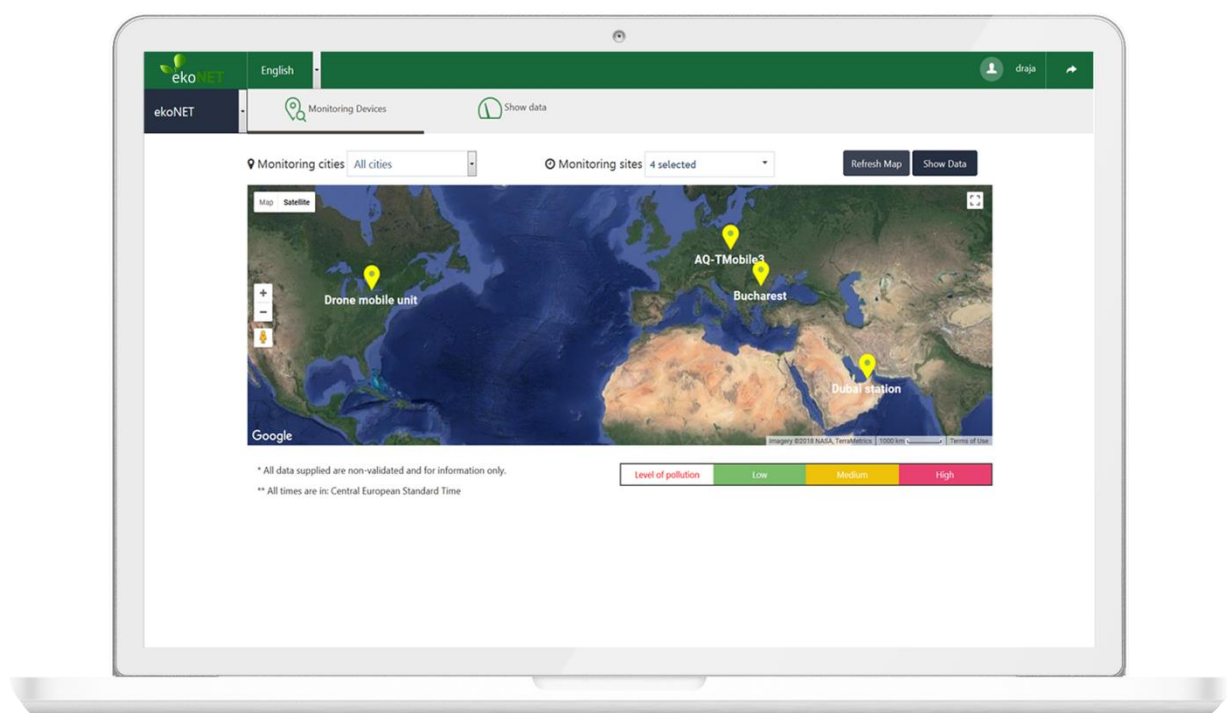 ekoNET
English
draja
ekoNET
Monitoring Devices
Show data
Monitoring cities All cities
Monitoring sites 4 selected
Refresh Map
Show Data
Map Satellite
AQ-TMobile3
Drone mobile unit
Bucharest
Dubai station
Google
Imagery ©2018 NASA, TerraMetrics 1000 km Terms of Use
* All data supplied are non-validated and for information only.
** All times are in: Central European Standard Time
Level of pollution Low Medium High